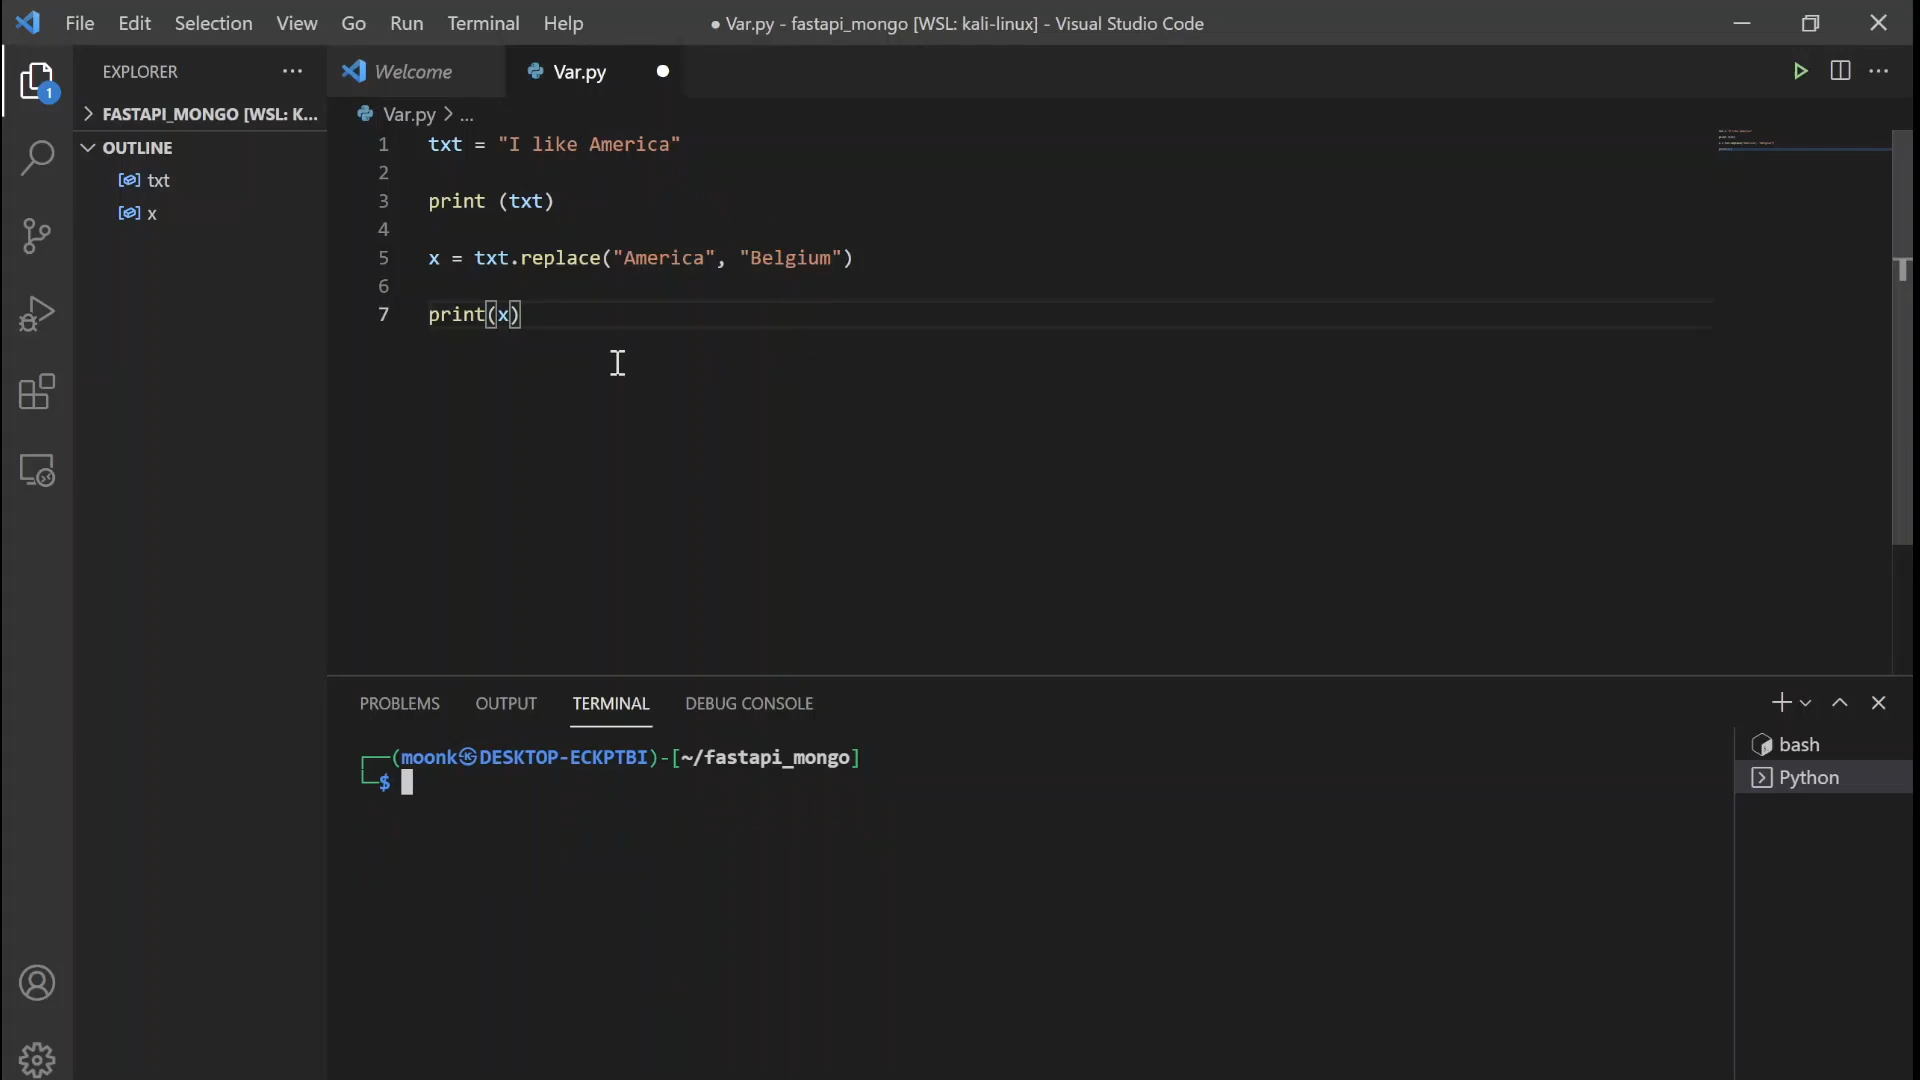 File Edit Selection View Go Run Terminal Help
● Var.py - fastapi_mongo [WSL: kali-linux] - Visual Studio Code
EXPLORER
Welcome
Var.py
1
FASTAPI_MONGO [WSL: K...
Var.py > ...
OUTLINE
txt
x
1 txt = "I like America"
2
3 print (txt)
4
5 x = txt.replace("America", "Belgium")
6
7 print(x)
PROBLEMS OUTPUT TERMINAL DEBUG CONSOLE
(moonk㉿DESKTOP-ECKPTBI)-[~/fastapi_mongo]
$
bash
Python